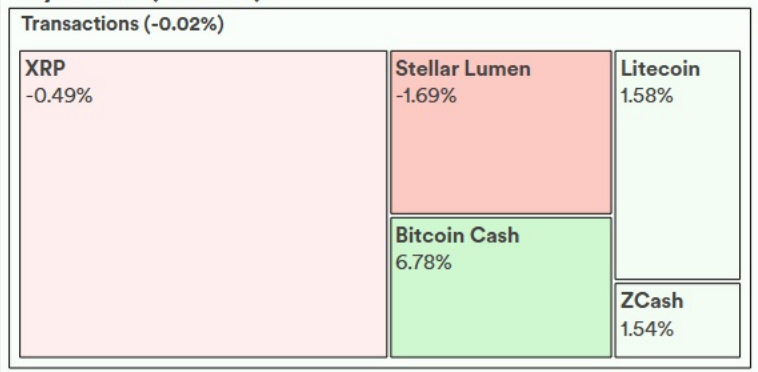 Transactions (-0.02%)
XRP
-0.49%
Stellar Lumen
-1.69%
Litecoin
1.58%
Bitcoin Cash
6.78%
ZCash
1.54%